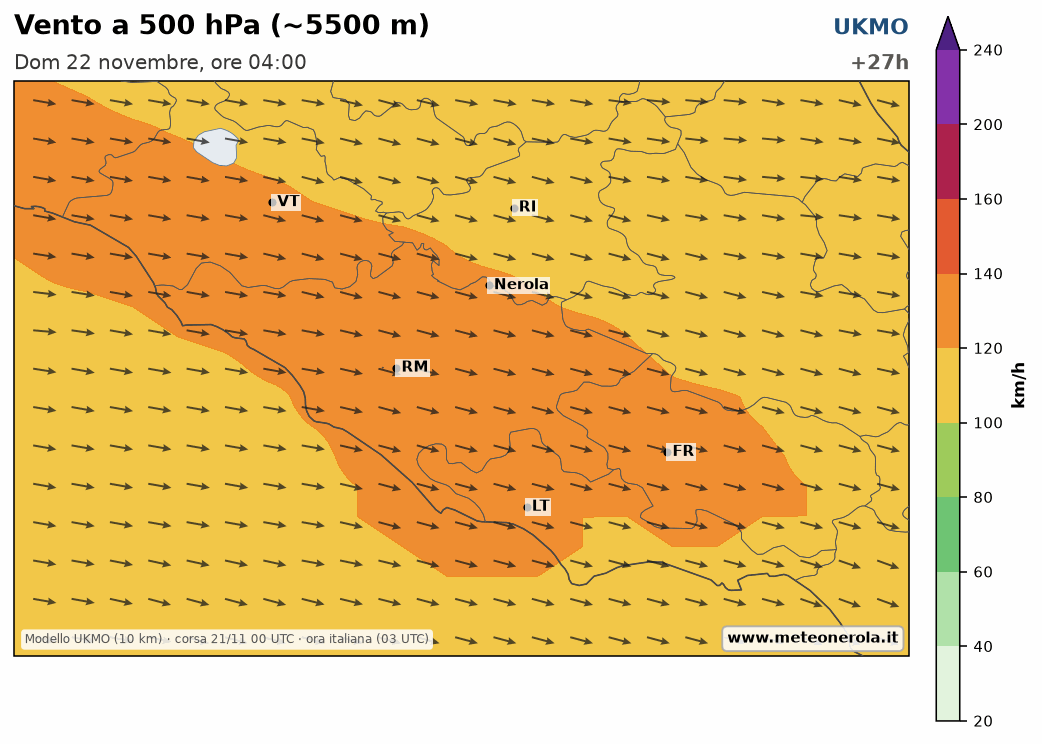 Vento a 500 hPa (~5500 m)
UKMO
Dom 22 novembre, ore 04:00
+27h
VT
RI
Nerola
RM
FR
LT
Modello UKMO (10 km) · corsa 21/11 00 UTC · ora italiana (03 UTC)
www.meteonerola.it
240
200
160
140
120
100
80
60
40
20
km/h